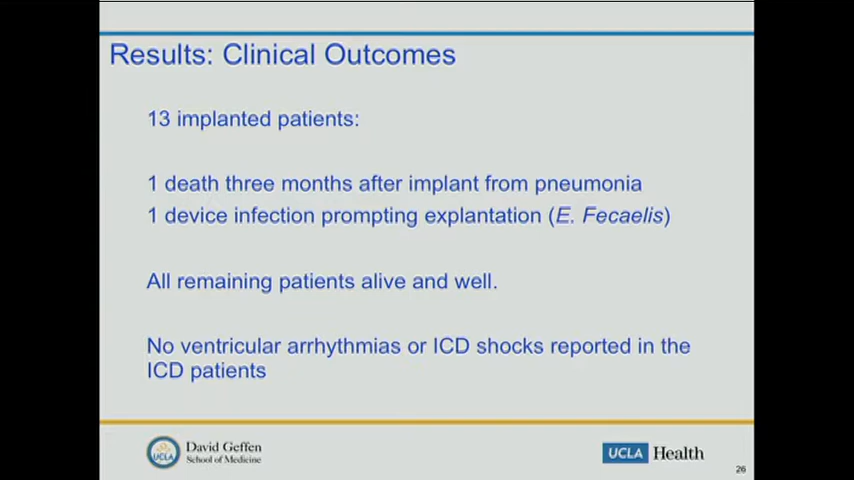 Results: Clinical Outcomes
13 implanted patients:
1 death three months after implant from pneumonia
1 device infection prompting explantation (E. Fecaelis)
All remaining patients alive and well.
No ventricular arrhythmias or ICD shocks reported in the
ICD patients
UCLA
David Geffen
School of Medicine
UCLA Health
26